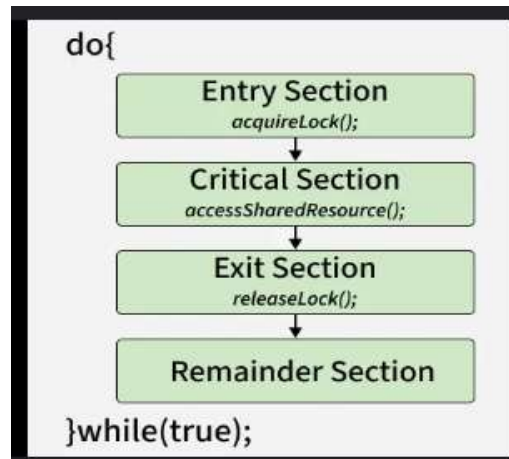 do{
Entry Section
acquireLock();
Critical Section
accessSharedResource();
Exit Section
releaseLock();
Remainder Section
}while(true);